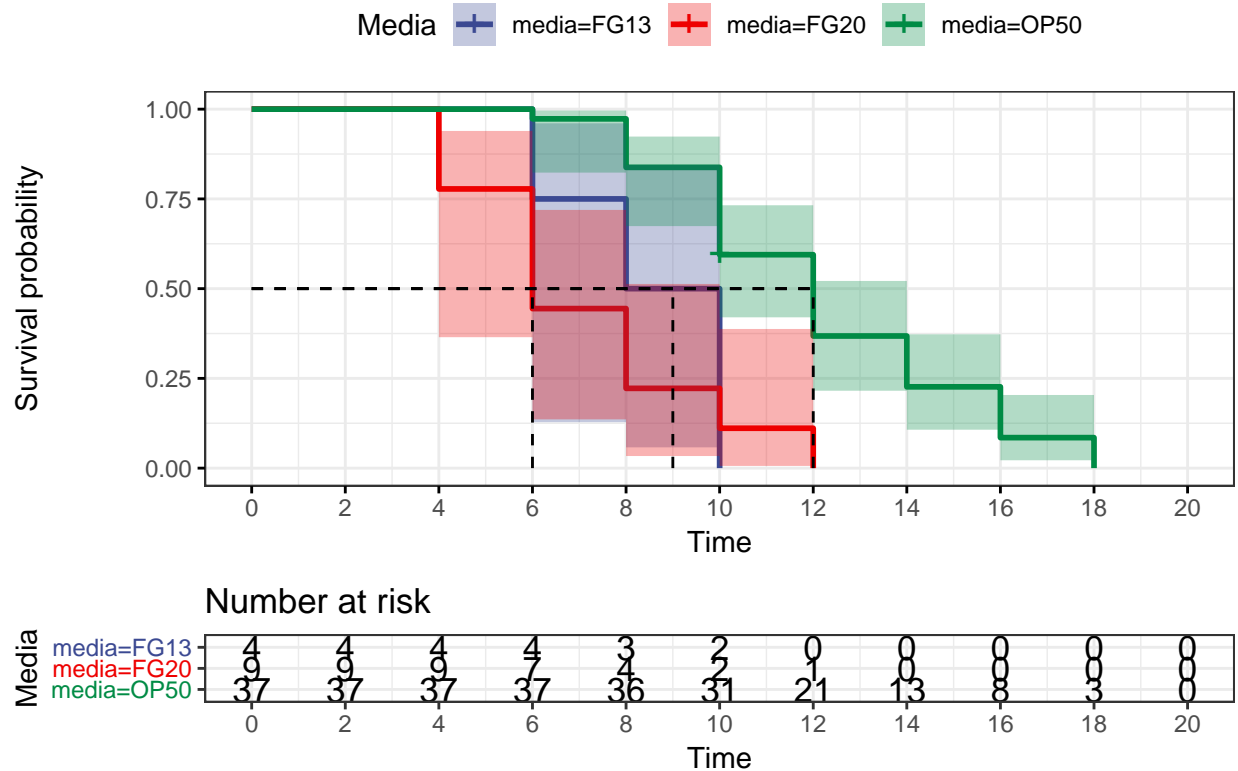 Media media=FG13 media=FG20 media=OP50
Survival probability
1.00
0.75
0.50
0.25
0.00
0 2 4 6 8 10 12 14 16 18 20
Time
Number at risk
Media
media=FG13 4 4 4 4 3 2 0 0 0 0 0
media=FG20 9 9 9 7 4 2 1 0 0 0 0
media=OP50 37 37 37 37 36 31 21 13 8 3 0
0 2 4 6 8 10 12 14 16 18 20
Time